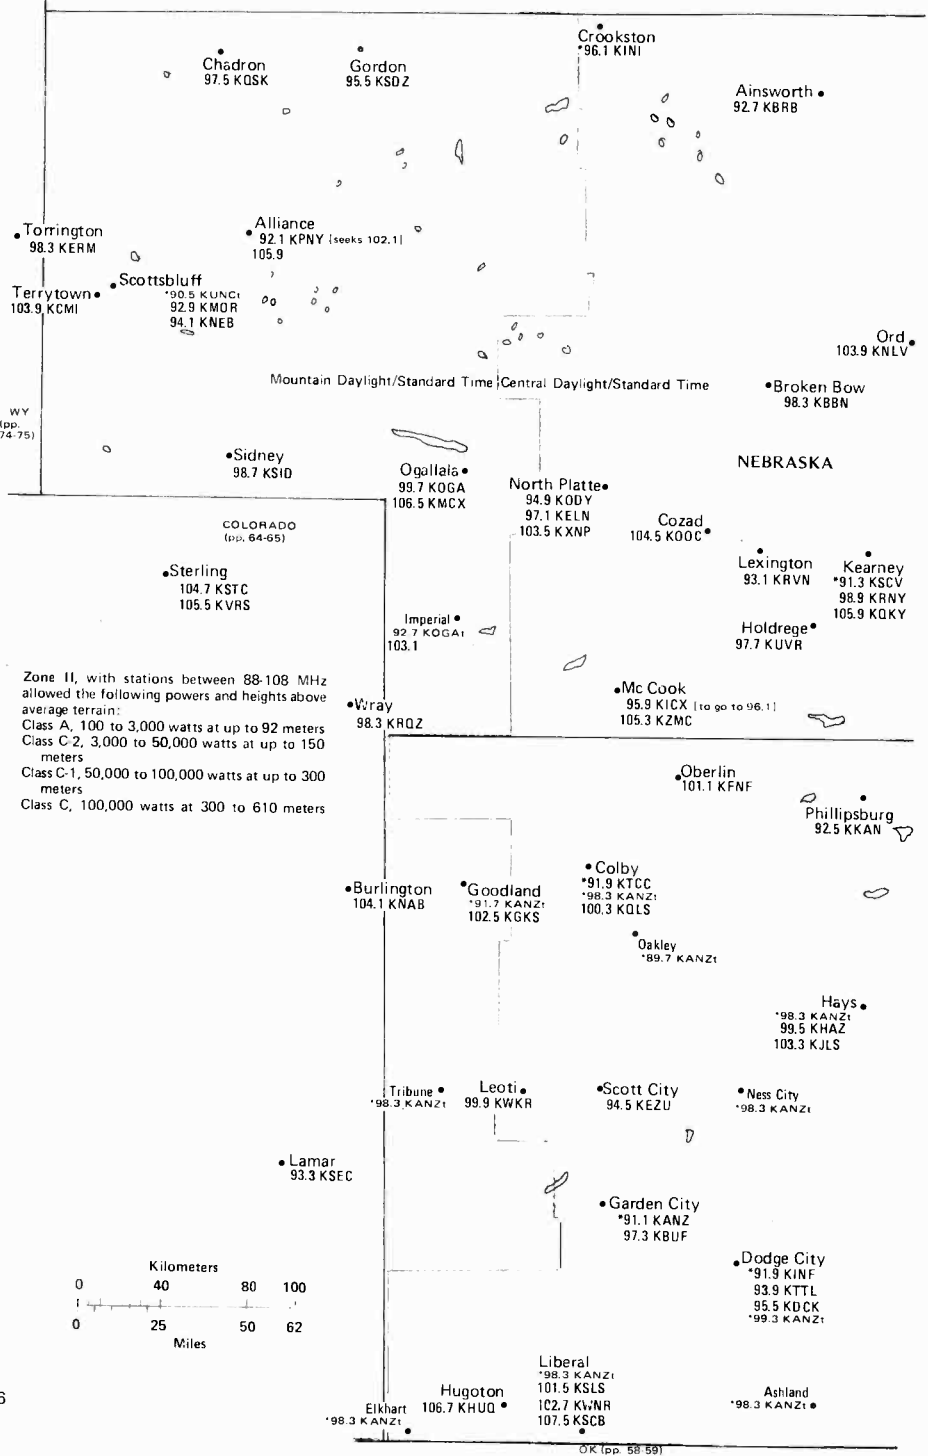 Crookston
*96.1 KINI
Chadron
97.5 KQSK
Gordon
95.5 KSDZ
Ainsworth
92.7 KBRB
Torrington
98.3 KERM
Alliance
92.1 KPNY [seeks 102.1]
105.9
Scottsbluff
*90.5 KUNCt
92.9 KMOR
94.1 KNEB
Terrytown
103.9 KCMI
Ord
103.9 KNLV
Mountain Daylight/Standard Time Central Daylight/Standard Time
Broken Bow
98.3 KBBN
WY
(pp.
74-75)
Sidney
98.7 KSID
Ogallala
99.7 KOGA
106.5 KMCX
North Platte
94.9 KODY
97.1 KELN
103.5 KXNP
NEBRASKA
COLORADO
(pp. 64-65)
Cozad
104.5 KOOC
Lexington
93.1 KRVN
Kearney
*91.3 KSCV
98.9 KRNY
105.9 KQKY
Sterling
104.7 KSTC
105.5 KVRS
Imperial
92.7 KOGAt
103.1
Holdrege
97.7 KUVR
Zone II, with stations between 88-108 MHz
allowed the following powers and heights above
average terrain:
Class A, 100 to 3,000 watts at up to 92 meters
Class C-2, 3,000 to 50,000 watts at up to 150
meters
Class C-1, 50,000 to 100,000 watts at up to 300
meters
Class C, 100,000 watts at 300 to 610 meters
Wray
98.3 KRQZ
Mc Cook
95.9 KICX [to go to 96.1]
105.3 KZMC
Oberlin
101.1 KFNF
Phillipsburg
92.5 KKAN
Burlington
104.1 KNAB
Goodland
*91.7 KANZt
102.5 KGKS
Colby
*91.9 KTCC
*98.3 KANZt
100.3 KQLS
Oakley
*89.7 KANZt
Hays
*98.3 KANZt
99.5 KHAZ
103.3 KJLS
Tribune
*98.3 KANZt
Leoti
99.9 KWKR
Scott City
94.5 KEZU
Ness City
*98.3 KANZt
Lamar
93.3 KSEC
Garden City
*91.1 KANZ
97.3 KBUF
Dodge City
*91.9 KINF
93.9 KTTL
95.5 KDCK
*99.3 KANZt
Kilometers
0 40 80 100
0 25 50 62
Miles
Liberal
*98.3 KANZt
101.5 KSLS
102.7 KWNR
107.5 KSCB
Hugoton
106.7 KHUQ
Elkhart
*98.3 KANZt
Ashland
*98.3 KANZt
6
OK (pp. 58-59)